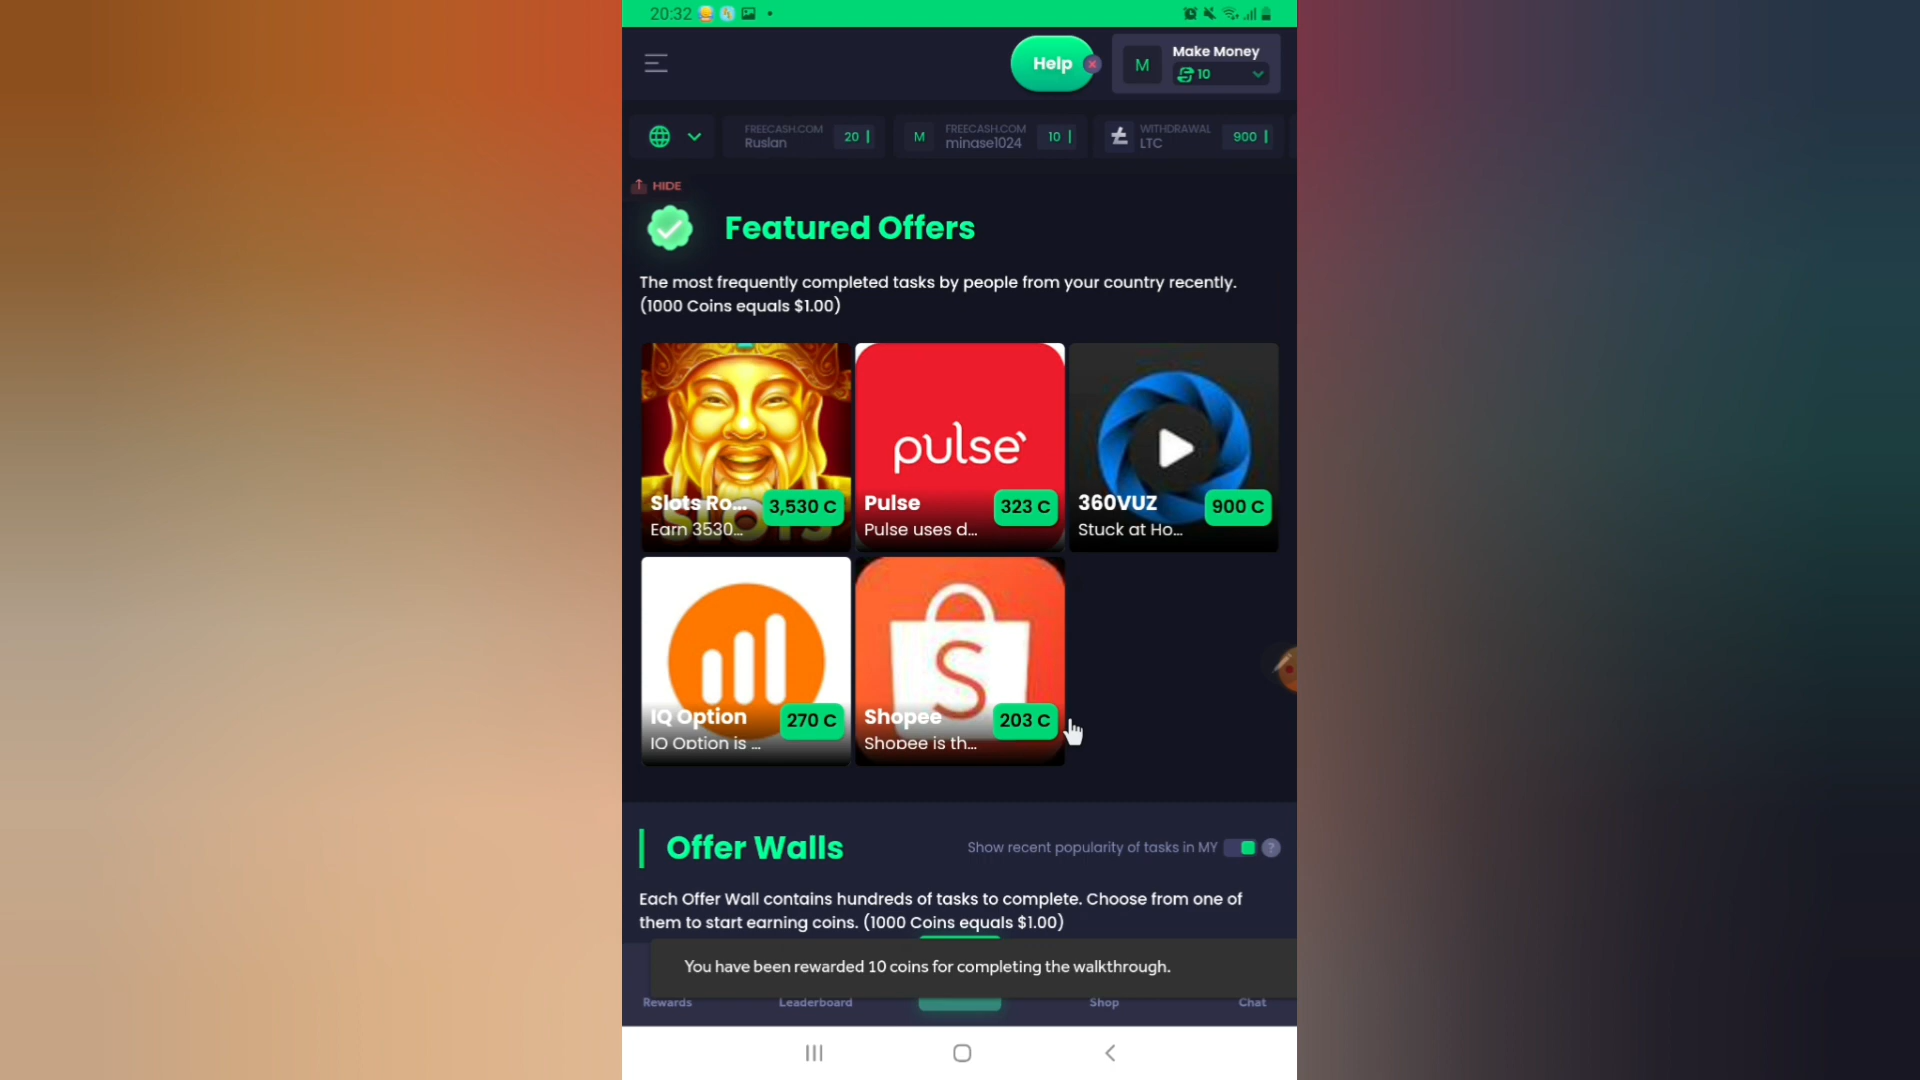 20:32
Help
M
Make Money
10
FREECASH.COM
Ruslan
20
M
FREECASH.COM
minase1024
10
WITHDRAWAL
LTC
900
HIDE
Featured Offers
The most frequently completed tasks by people from your country recently.
(1000 Coins equals $1.00)
Slots Ro...
3,530 C
Earn 3530...
SLOTS
pulse
Pulse
323 C
Pulse uses d...
360VUZ
900 C
Stuck at Ho...
IQ Option
270 C
IQ Option is ...
S
Shopee
203 C
Shopee is th...
Offer Walls
Show recent popularity of tasks in MY
?
Each Offer Wall contains hundreds of tasks to complete. Choose from one of
them to start earning coins. (1000 Coins equals $1.00)
You have been rewarded 10 coins for completing the walkthrough.
Rewards
Leaderboard
Shop
Chat